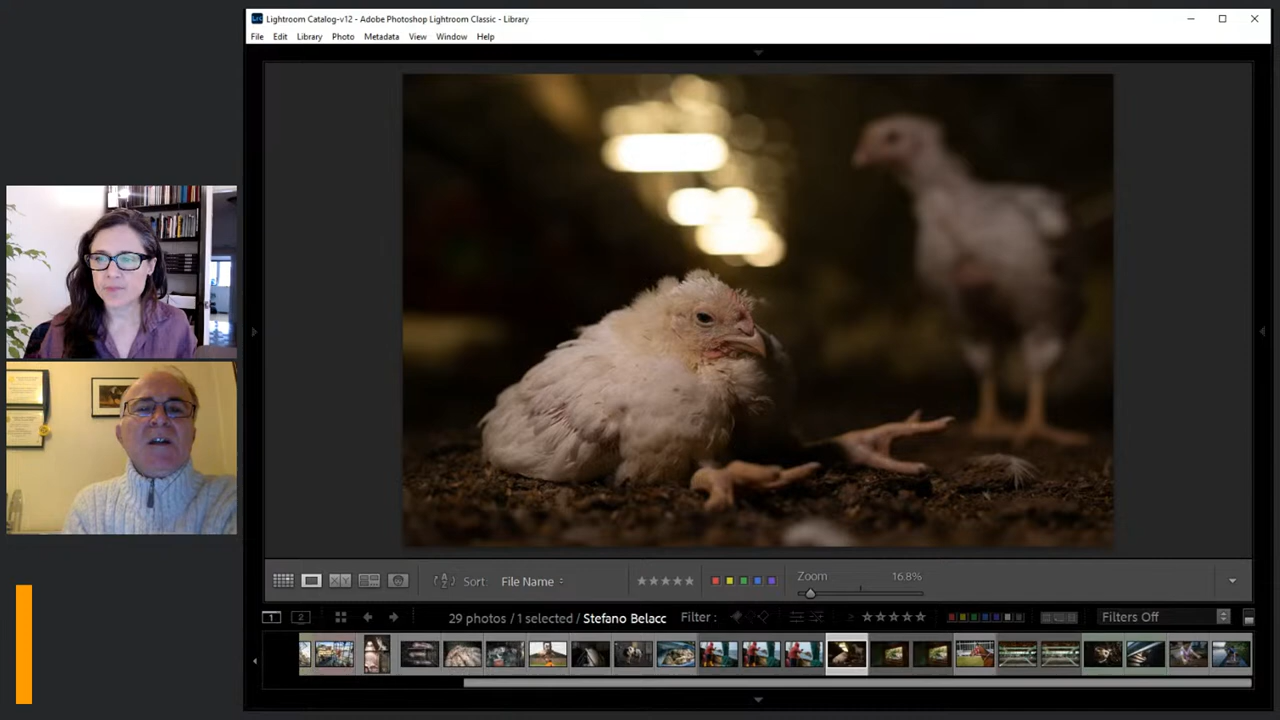 Lightroom Catalog-v12 - Adobe Photoshop Lightroom Classic - Library
File Edit Library Photo Metadata View Window Help
Sort: File Name Zoom 16.8%
1 2 29 photos / 1 selected / Stefano Belacc Filter : Filters Off